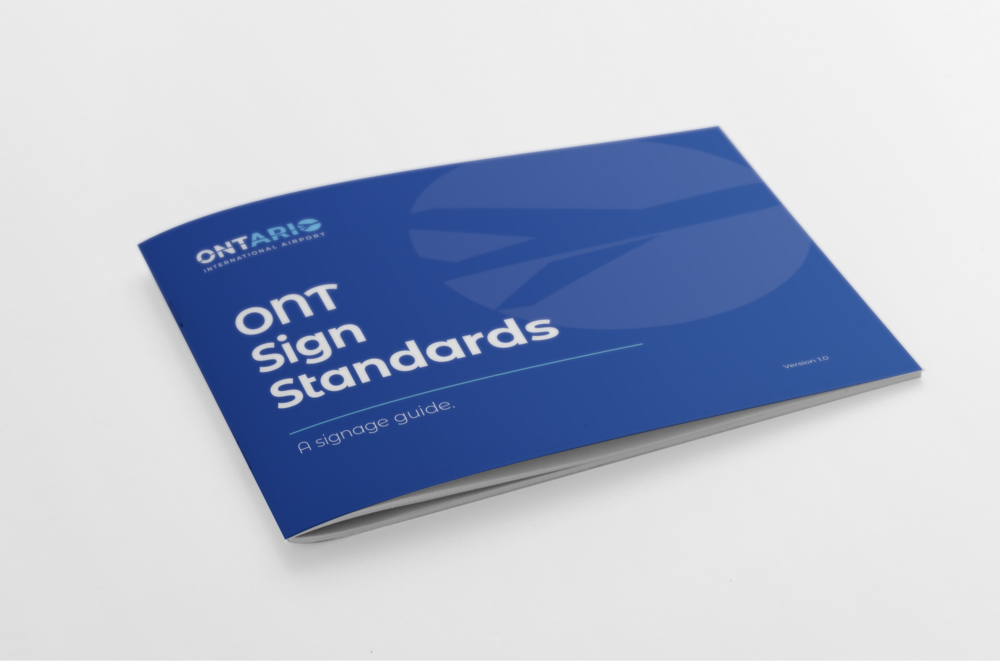 ONTARIO
INTERNATIONAL AIRPORT
ONT
Sign
Standards
A signage guide.
Version 1.0